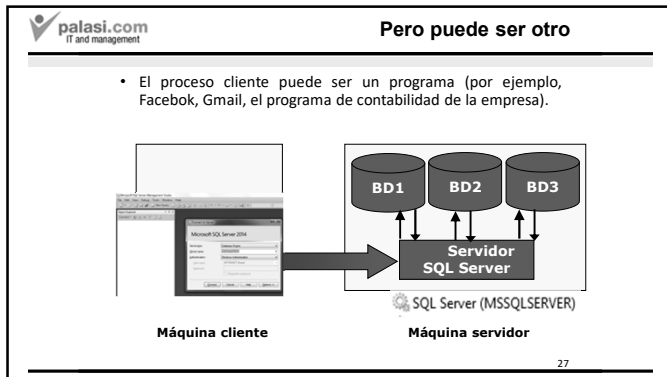 palasi.com
IT and management
Pero puede ser otro
• El proceso cliente puede ser un programa (por ejemplo,
Facebok, Gmail, el programa de contabilidad de la empresa).
BD1 BD2 BD3
Microsoft SQL Server 2014
Servidor
SQL Server
SQL Server (MSSQLSERVER)
Máquina cliente
Máquina servidor
27